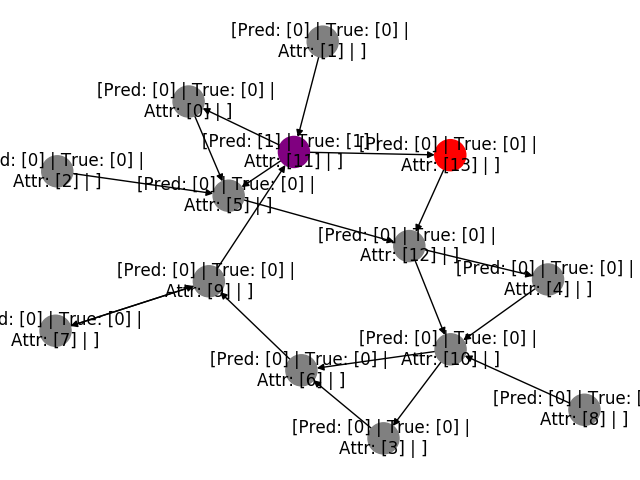 [Pred: [0] | True: [0] |
Attr: [1] | ]
[Pred: [0] | True: [0] |
Attr: [0] | ]
[Pred: [1] | True: [1] |
Attr: [11] | ]
[Pred: [0] | True: [0] |
Attr: [13] | ]
d: [0] | True: [0] |
Attr: [2] | ]
[Pred: [0] | True: [0] |
Attr: [5] | ]
[Pred: [0] | True: [0] |
Attr: [12] | ]
[Pred: [0] | True: [0] |
Attr: [4] | ]
[Pred: [0] | True: [0] |
Attr: [9] | ]
d: [0] | True: [0] |
Attr: [7] | ]
[Pred: [0] | True: [0] |
Attr: [10] | ]
[Pred: [0] | True: [0] |
Attr: [6] | ]
[Pred: [0] | True: [
Attr: [8] | ]
[Pred: [0] | True: [0] |
Attr: [3] | ]